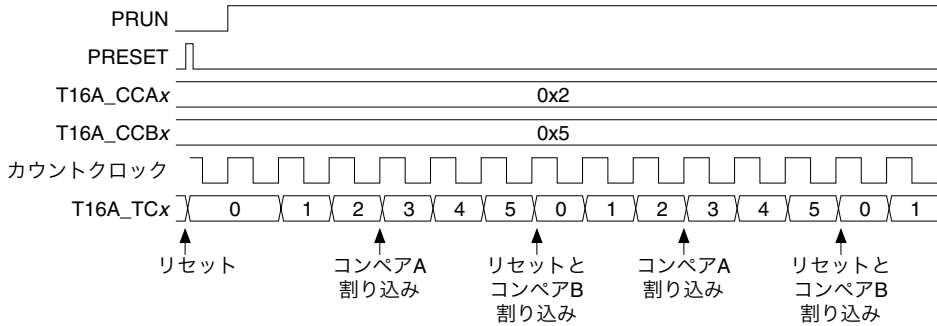 PRUN
PRESET
T16A_CCAx
0x2
T16A_CCBx
0x5
カウントクロック
T16A_TCx 0 1 2 3 4 5 0 1 2 3 4 5 0 1
リセット
コンペアA
割り込み
リセットと
コンペアB
割り込み
コンペアA
割り込み
リセットと
コンペアB
割り込み